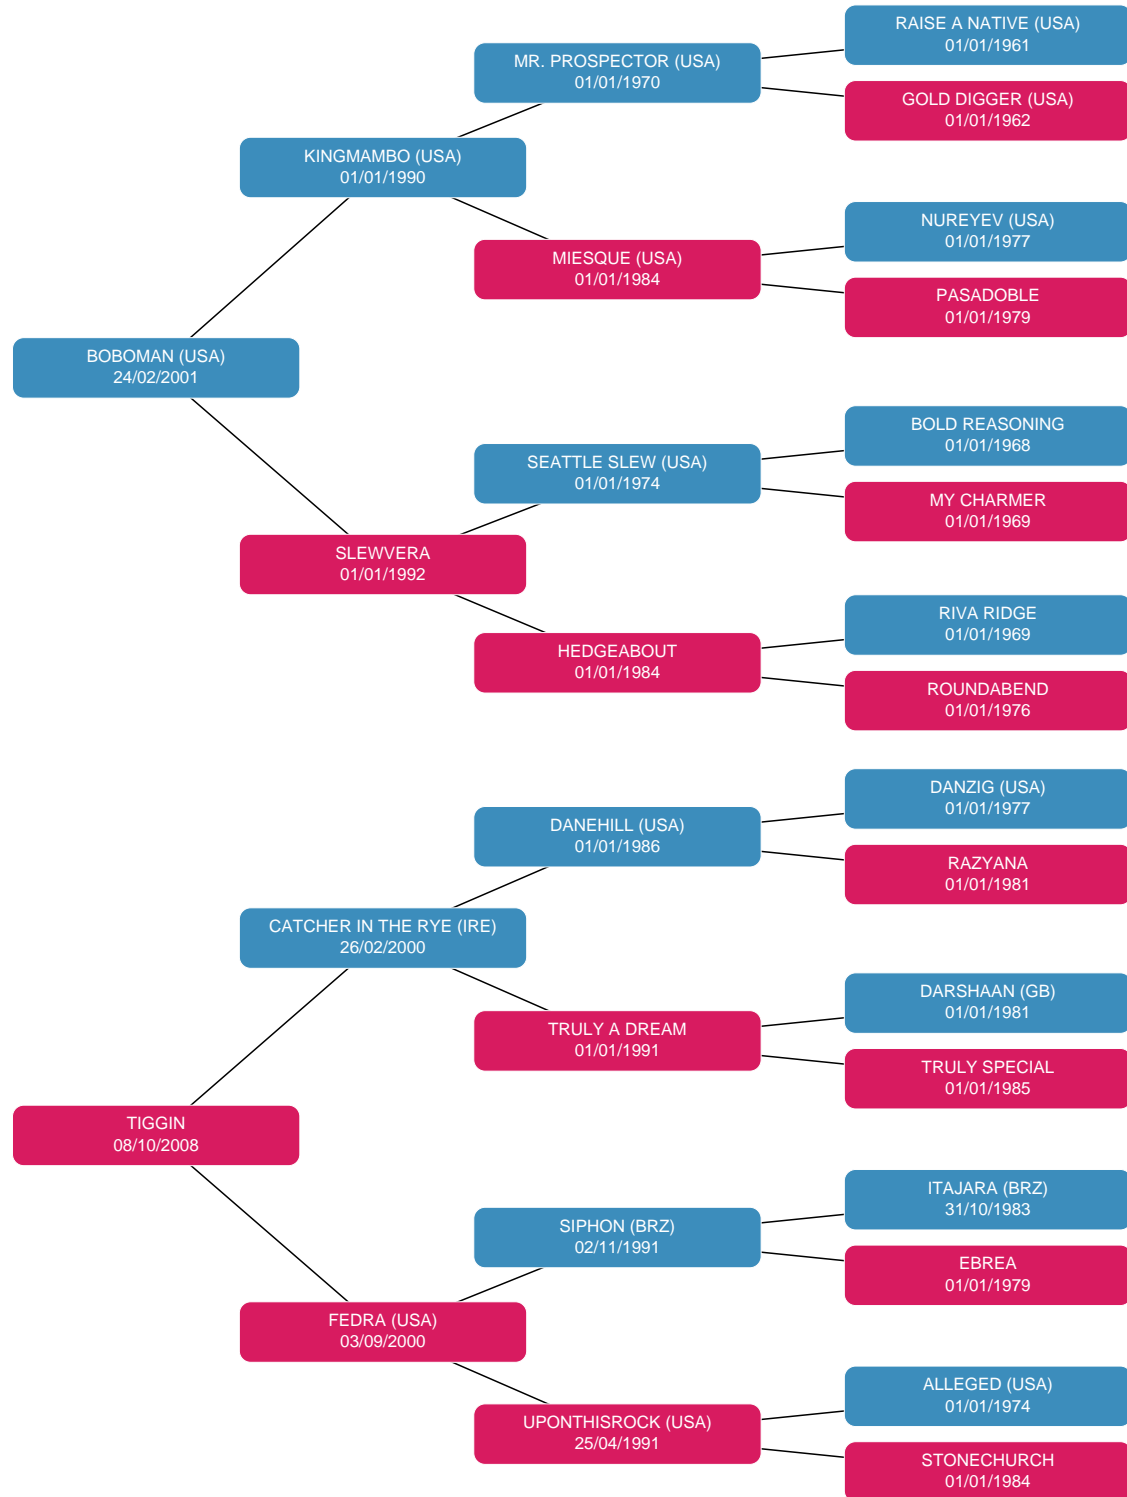 RAISE A NATIVE (USA)
01/01/1961
MR. PROSPECTOR (USA)
01/01/1970
GOLD DIGGER (USA)
01/01/1962
KINGMAMBO (USA)
01/01/1990
NUREYEV (USA)
01/01/1977
MIESQUE (USA)
01/01/1984
PASADOBLE
01/01/1979
BOBOMAN (USA)
24/02/2001
BOLD REASONING
01/01/1968
SEATTLE SLEW (USA)
01/01/1974
MY CHARMER
01/01/1969
SLEWVERA
01/01/1992
RIVA RIDGE
01/01/1969
HEDGEABOUT
01/01/1984
ROUNDABEND
01/01/1976
DANZIG (USA)
01/01/1977
DANEHILL (USA)
01/01/1986
RAZYANA
01/01/1981
CATCHER IN THE RYE (IRE)
26/02/2000
DARSHAAN (GB)
01/01/1981
TRULY A DREAM
01/01/1991
TRULY SPECIAL
01/01/1985
TIGGIN
08/10/2008
ITAJARA (BRZ)
31/10/1983
SIPHON (BRZ)
02/11/1991
EBREA
01/01/1979
FEDRA (USA)
03/09/2000
ALLEGED (USA)
01/01/1974
UPONTHISROCK (USA)
25/04/1991
STONECHURCH
01/01/1984